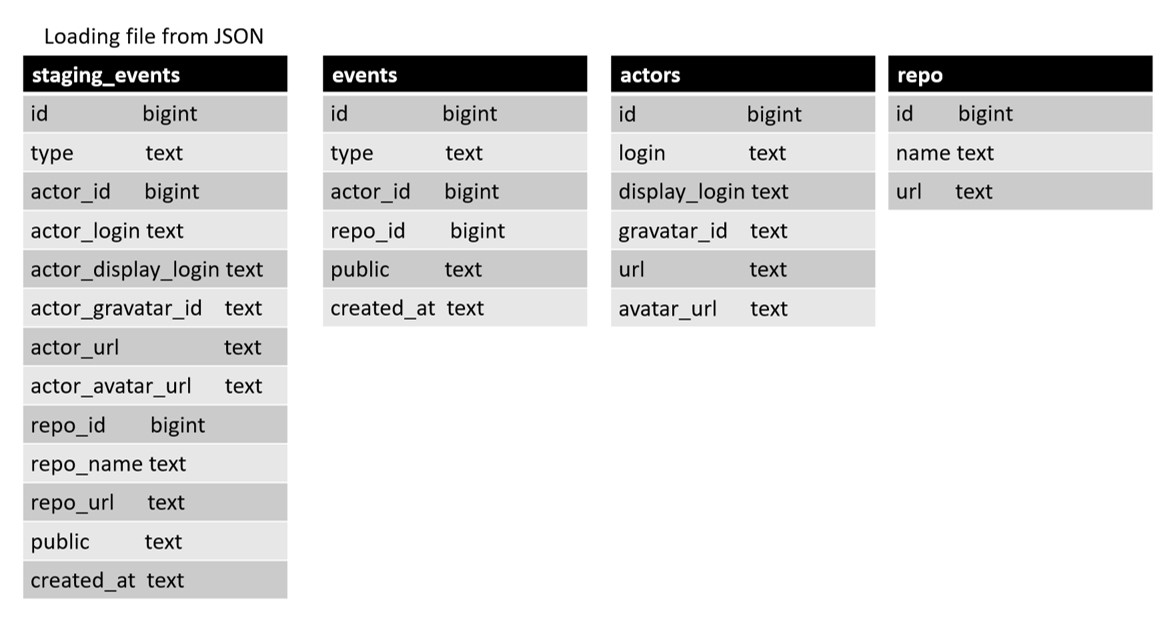 Loading file from JSON
staging_events
id bigint
type text
actor_id bigint
actor_login text
actor_display_login text
actor_gravatar_id text
actor_url text
actor_avatar_url text
repo_id bigint
repo_name text
repo_url text
public text
created_at text
events
id bigint
type text
actor_id bigint
repo_id bigint
public text
created_at text
actors
id bigint
login text
display_login text
gravatar_id text
url text
avatar_url text
repo
id bigint
name text
url text